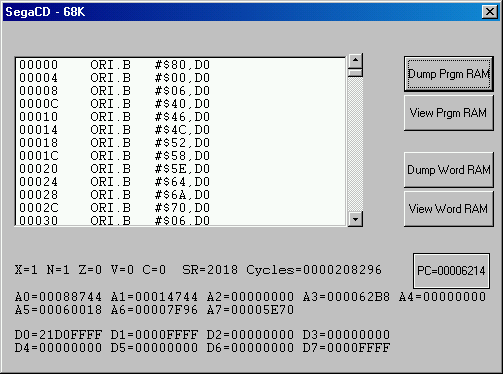 SegaCD - 68K
00000 ORI.B #$80,D0
00004 ORI.B #$00,D0
00008 ORI.B #$06,D0
0000C ORI.B #$40,D0
00010 ORI.B #$46,D0
00014 ORI.B #$4C,D0
00018 ORI.B #$52,D0
0001C ORI.B #$58,D0
00020 ORI.B #$5E,D0
00024 ORI.B #$64,D0
00028 ORI.B #$6A,D0
0002C ORI.B #$70,D0
00030 ORI.B #$06,D0
Dump Prgm RAM
View Prgm RAM
Dump Word RAM
View Word RAM
X=1 N=1 Z=0 V=0 C=0 SR=2018 Cycles=0000208296
PC=00006214
A0=00088744 A1=00014744 A2=00000000 A3=000062B8 A4=00000000
A5=00060018 A6=00007F96 A7=00005E70
D0=21D0FFFF D1=0000FFFF D2=00000000 D3=00000000
D4=00000000 D5=00000000 D6=00000000 D7=0000FFFF